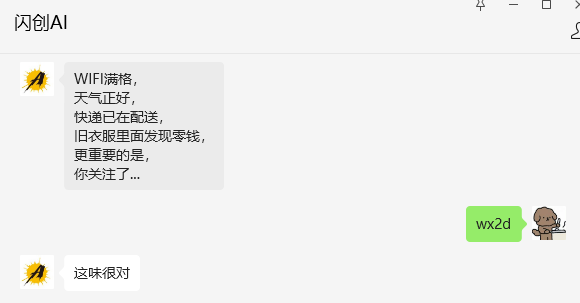 闪创AI
WIFI满格，
天气正好，
快递已在配送，
旧衣服里面发现零钱，
更重要的是，
你关注了...
wx2d
这味很对